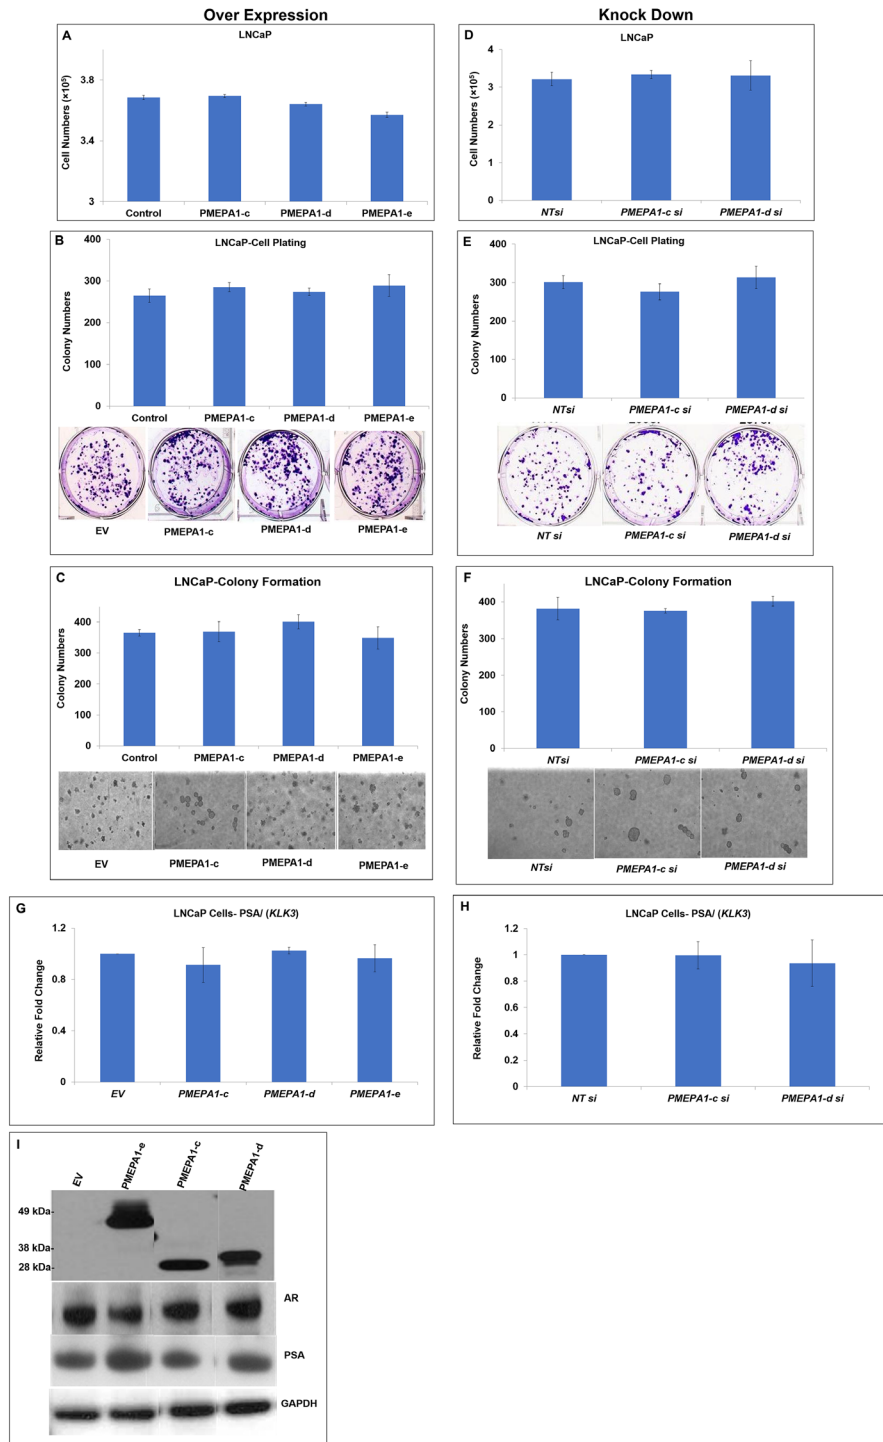 Over Expression
Knock Down
A
LNCaP
Cell Numbers (×10⁵)
3.8
3.4
3
Control
PMEPA1-c
PMEPA1-d
PMEPA1-e
D
LNCaP
Cell Numbers (×10⁵)
4
3
2
1
0
NTsi
PMEPA1-c si
PMEPA1-d si
B
LNCaP-Cell Plating
Colony Numbers
400
300
200
100
0
Control
PMEPA1-c
PMEPA1-d
PMEPA1-e
EV
PMEPA1-c
PMEPA1-d
PMEPA1-e
E
LNCaP-Cell Plating
Colony Numbers
400
300
200
100
0
NTsi
PMEPA1-c si
PMEPA1-d si
NT si
PMEPA1-c si
PMEPA1-d si
C
LNCaP-Colony Formation
Colony Numbers
400
300
200
100
0
Control
PMEPA1-c
PMEPA1-d
PMEPA1-e
EV
PMEPA1-c
PMEPA1-d
PMEPA1-e
F
LNCaP-Colony Formation
Colony Numbers
400
300
200
100
0
NTsi
PMEPA1-c si
PMEPA1-d si
NTsi
PMEPA1-c si
PMEPA1-d si
G
LNCaP Cells- PSA/ (KLK3)
Relative Fold Change
1.2
0.8
0.4
0
EV
PMEPA1-c
PMEPA1-d
PMEPA1-e
H
LNCaP Cells- PSA/ (KLK3)
Relative Fold Change
1.2
1
0.8
0.6
0.4
0.2
0
NT si
PMEPA1-c si
PMEPA1-d si
I
EV
PMEPA1-e
PMEPA1-c
PMEPA1-d
49 kDa-
38 kDa-
28 kDa-
AR
PSA
GAPDH